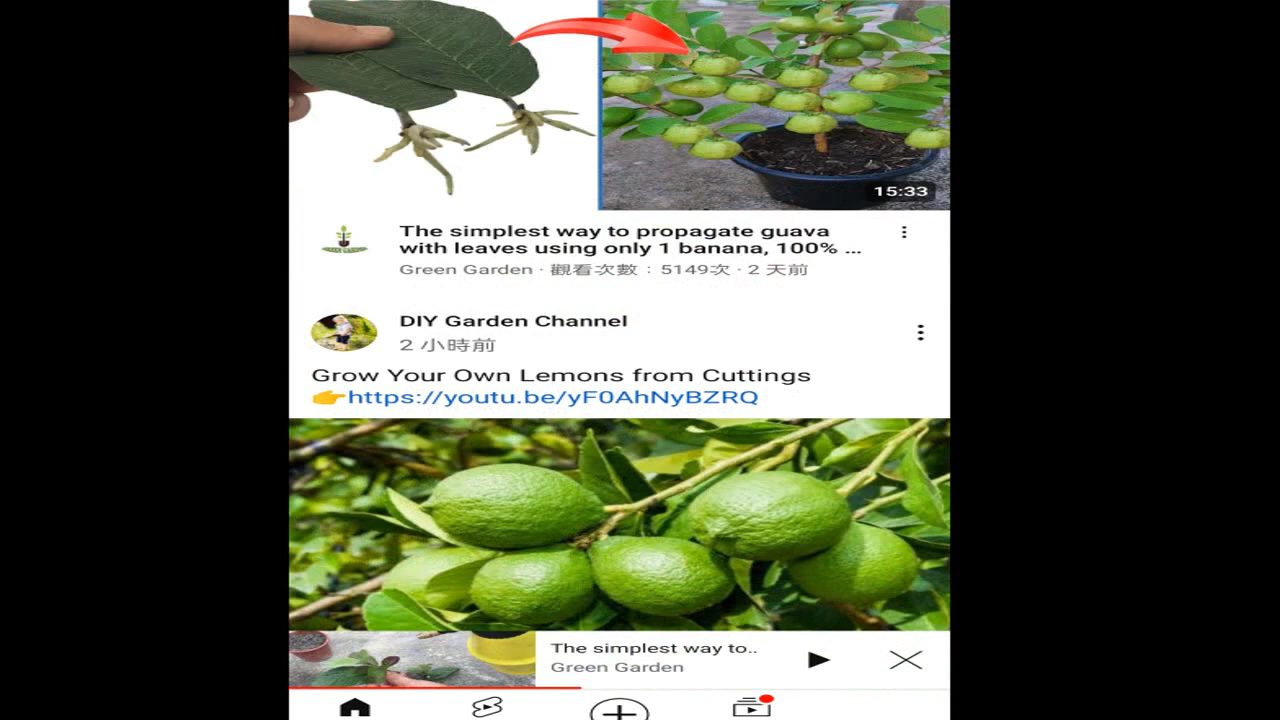 15:33
The simplest way to propagate guava
with leaves using only 1 banana, 100% ...
Green Garden · 觀看次數：5149次 · 2 天前
DIY Garden Channel
2 小時前
Grow Your Own Lemons from Cuttings
👉https://youtu.be/yF0AhNyBZRQ
The simplest way to..
Green Garden